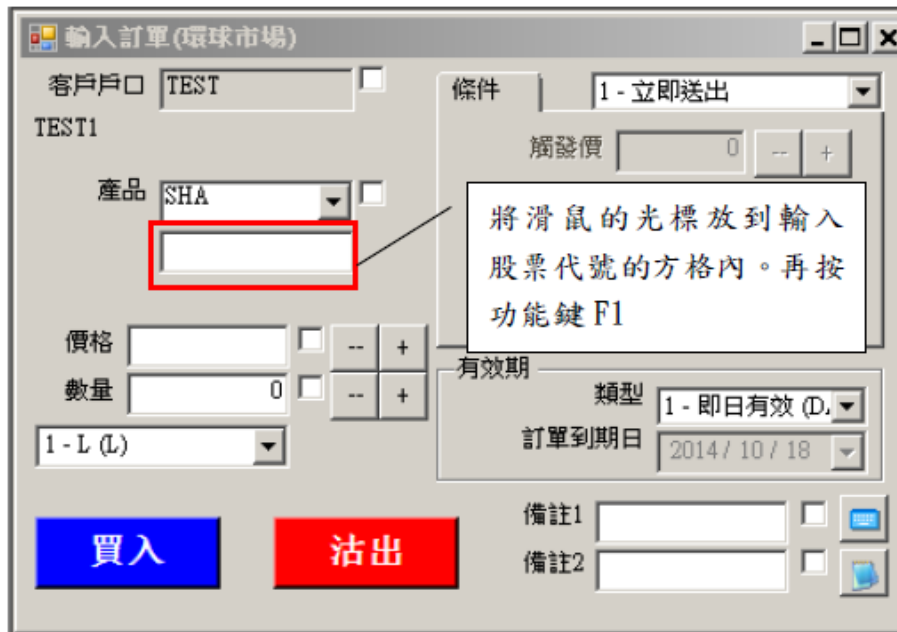 輸入訂單(環球市場)
客戶戶口 TEST
條件 1 - 立即送出
TEST1
觸發價 0 -- +
產品 SHA
將滑鼠的光標放到輸入
股票代號的方格內。再按
功能鍵 F1
價格 -- +
數量 0 -- +
1 - L (L)
有效期
類型 1 - 即日有效 (D.
訂單到期日 2014 / 10 / 18
買入
沽出
備註1
備註2